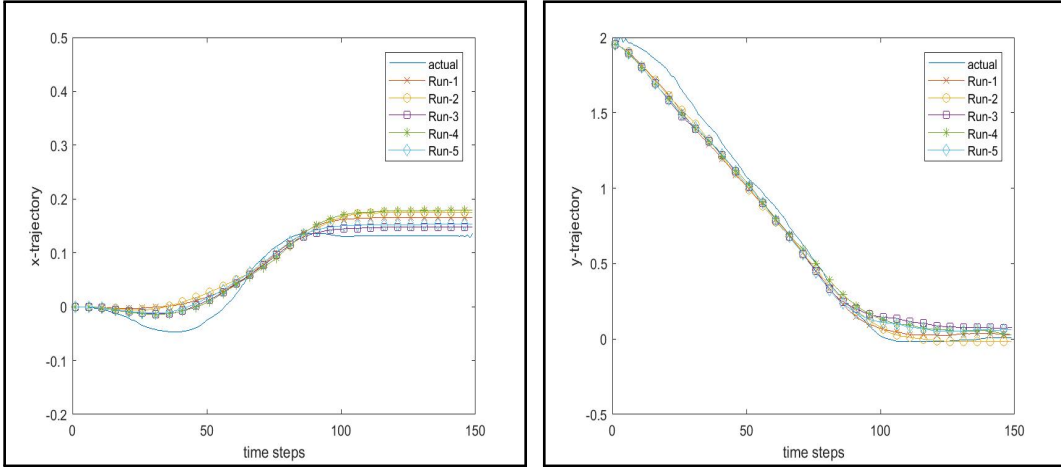 0.5
0.4
0.3
0.2
0.1
0
-0.1
-0.2
x-trajectory
0
50
100
150
time steps
actual
Run-1
Run-2
Run-3
Run-4
Run-5
2
1.5
1
0.5
0
-0.5
y-trajectory
0
50
100
150
time steps
actual
Run-1
Run-2
Run-3
Run-4
Run-5